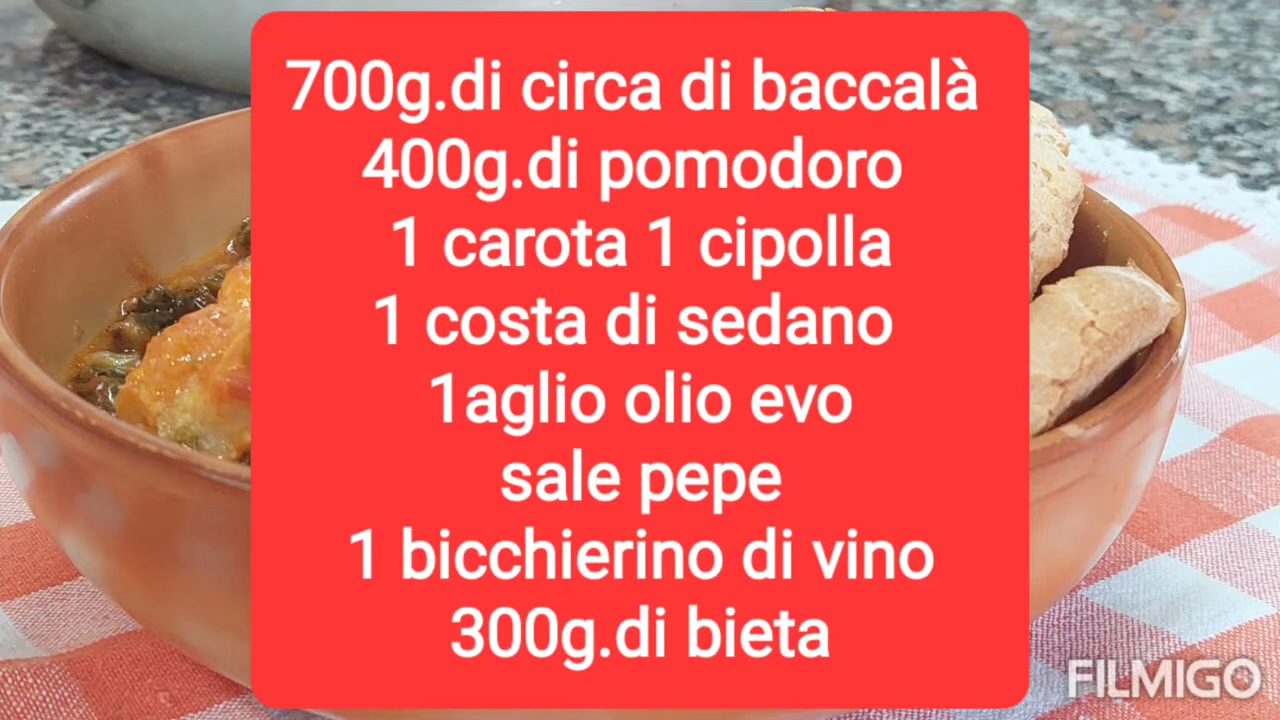 700g.di circa di baccalà
400g.di pomodoro
1 carota 1 cipolla
1 costa di sedano
1aglio olio evo
sale pepe
1 bicchierino di vino
300g.di bieta
FILMIGO